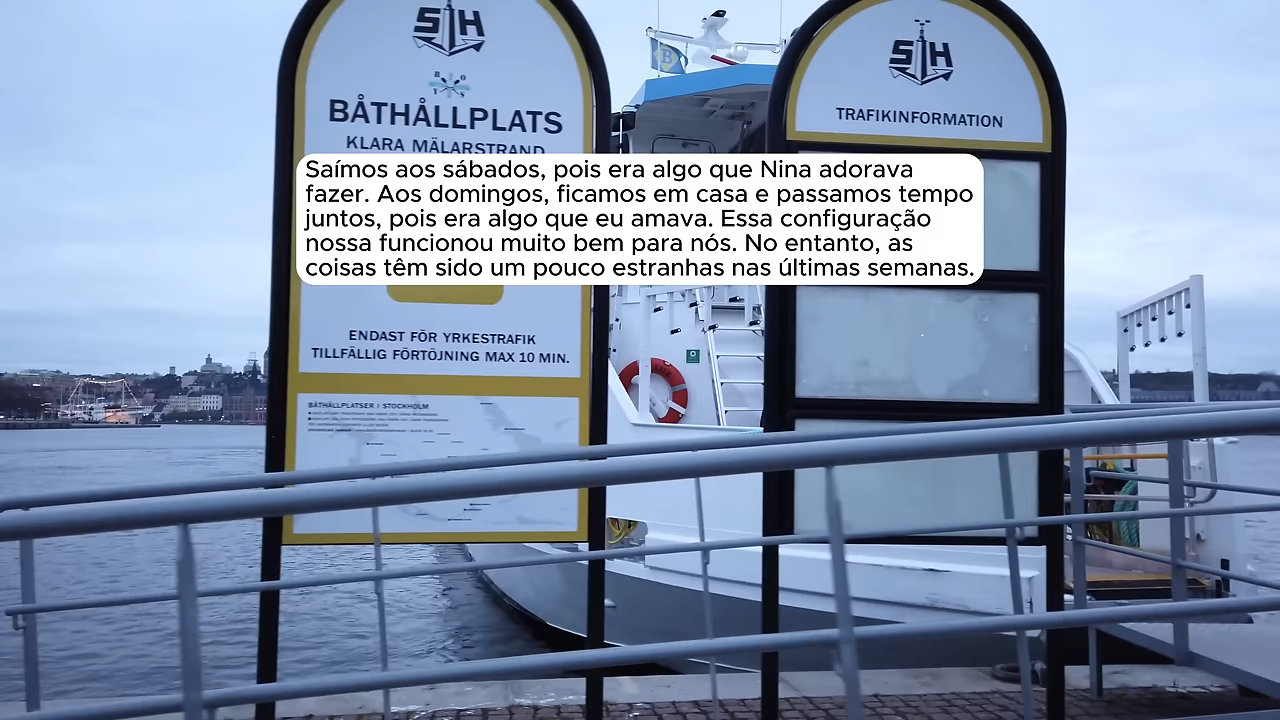 SH
BÅTHÅLLPLATS
KLARA MÄLARSTRAND
Saímos aos sábados, pois era algo que Nina adorava
fazer. Aos domingos, ficamos em casa e passamos tempo
juntos, pois era algo que eu amava. Essa configuração
nossa funcionou muito bem para nós. No entanto, as
coisas têm sido um pouco estranhas nas últimas semanas.
ENDAST FÖR YRKESTRAFIK
TILLFÄLLIG FÖRTÖJNING MAX 10 MIN.
BÅTHÅLLPLATSER I STOCKHOLM
B
SH
TRAFIKINFORMATION